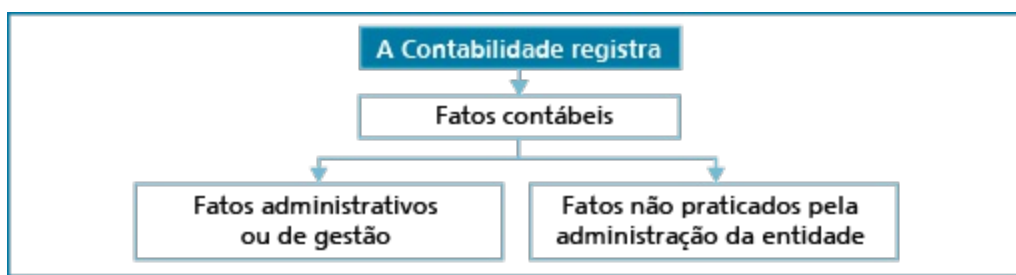 A Contabilidade registra
Fatos contábeis
Fatos administrativos
ou de gestão
Fatos não praticados pela
administração da entidade